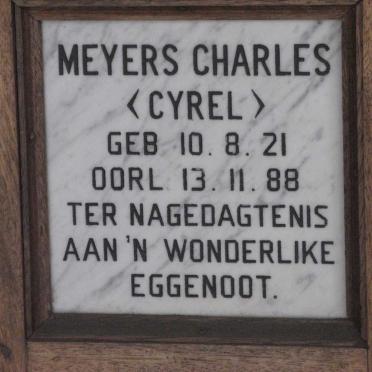 MEYERS CHARLES
<CYREL>
GEB 10. 8. 21
OORL 13. 11. 88
TER NAGEDAGTENIS
AAN 'N WONDERLIKE
EGGENOOT.